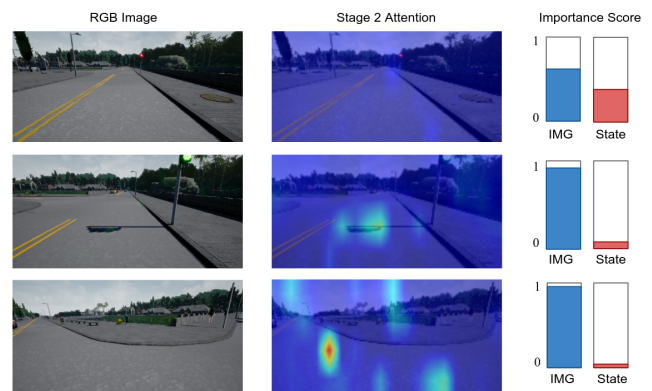 RGB Image
Stage 2 Attention
Importance Score
1
0
IMG
State
1
0
IMG
State
1
0
IMG
State